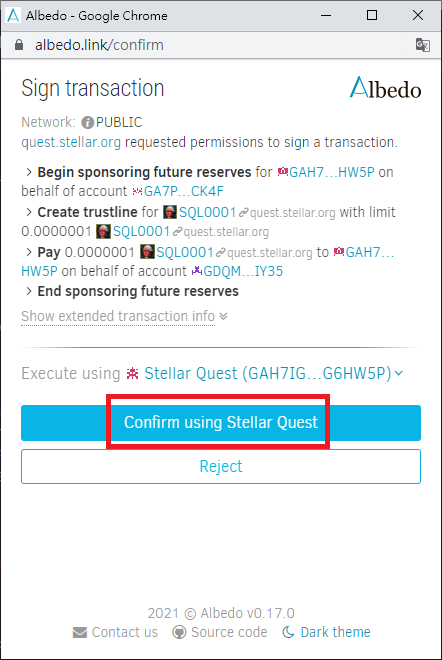 Albedo - Google Chrome
albedo.link/confirm
Sign transaction
Albedo
Network: PUBLIC
quest.stellar.org requested permissions to sign a transaction.
Begin sponsoring future reserves for GAH7...HW5P on
behalf of account GA7P...CK4F
Create trustline for SQL0001 quest.stellar.org with limit
0.0000001 SQL0001 quest.stellar.org
Pay 0.0000001 SQL0001 quest.stellar.org to GAH7...
HW5P on behalf of account GDQM...IY35
End sponsoring future reserves
Show extended transaction info
Execute using Stellar Quest (GAH7IG...G6HW5P)
Confirm using Stellar Quest
Reject
2021 © Albedo v0.17.0
Contact us Source code Dark theme